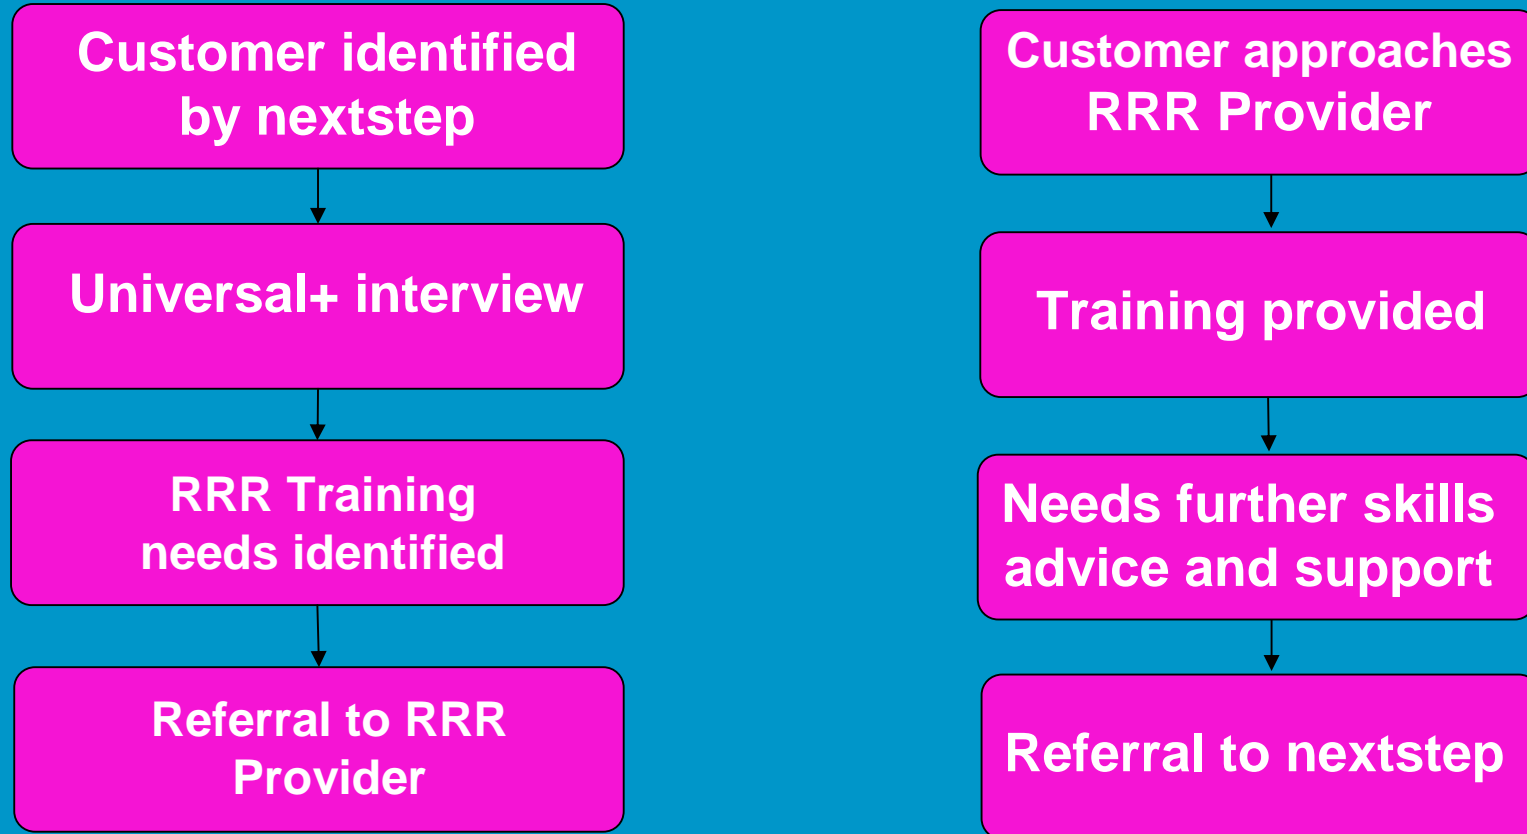 Customer identified
by nextstep
Universal+ interview
RRR Training
needs identified
Referral to RRR
Provider
Customer approaches
RRR Provider
Training provided
Needs further skills
advice and support
Referral to nextstep